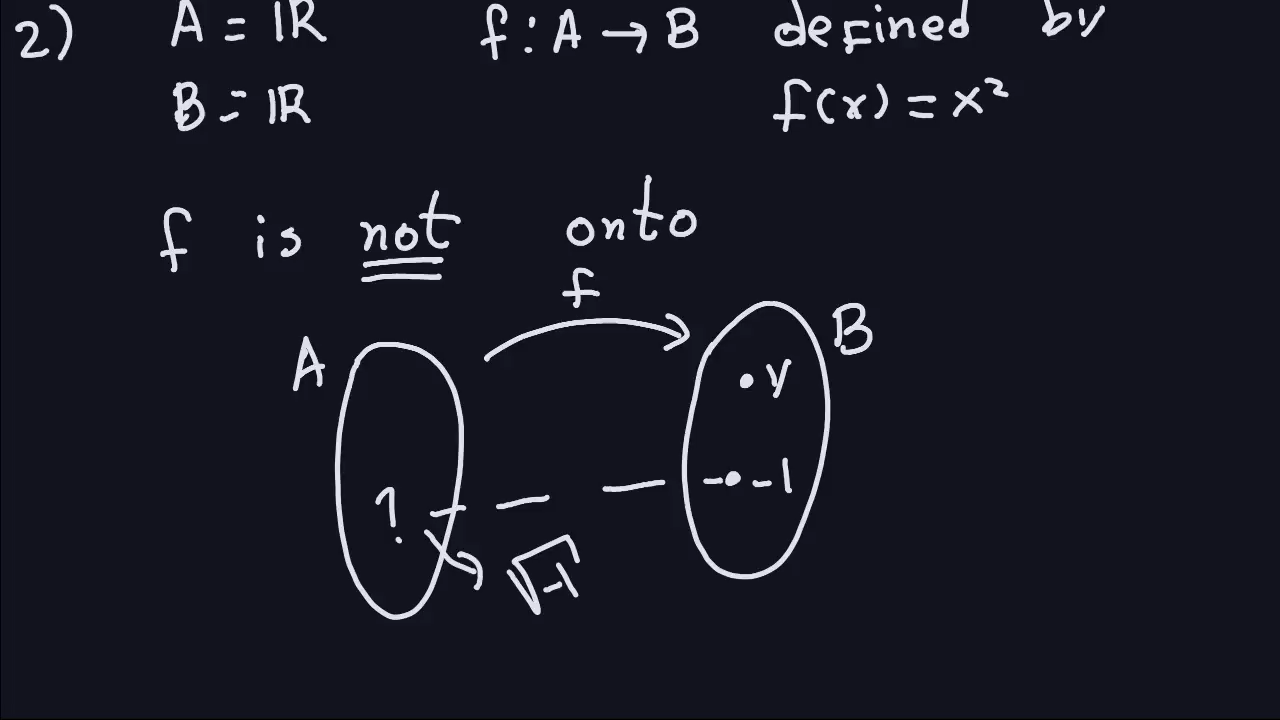 2) A = ℝ f : A → B defined by
B = ℝ f(x) = x²
f is not onto
f
A B
• y
? • -1
√-1